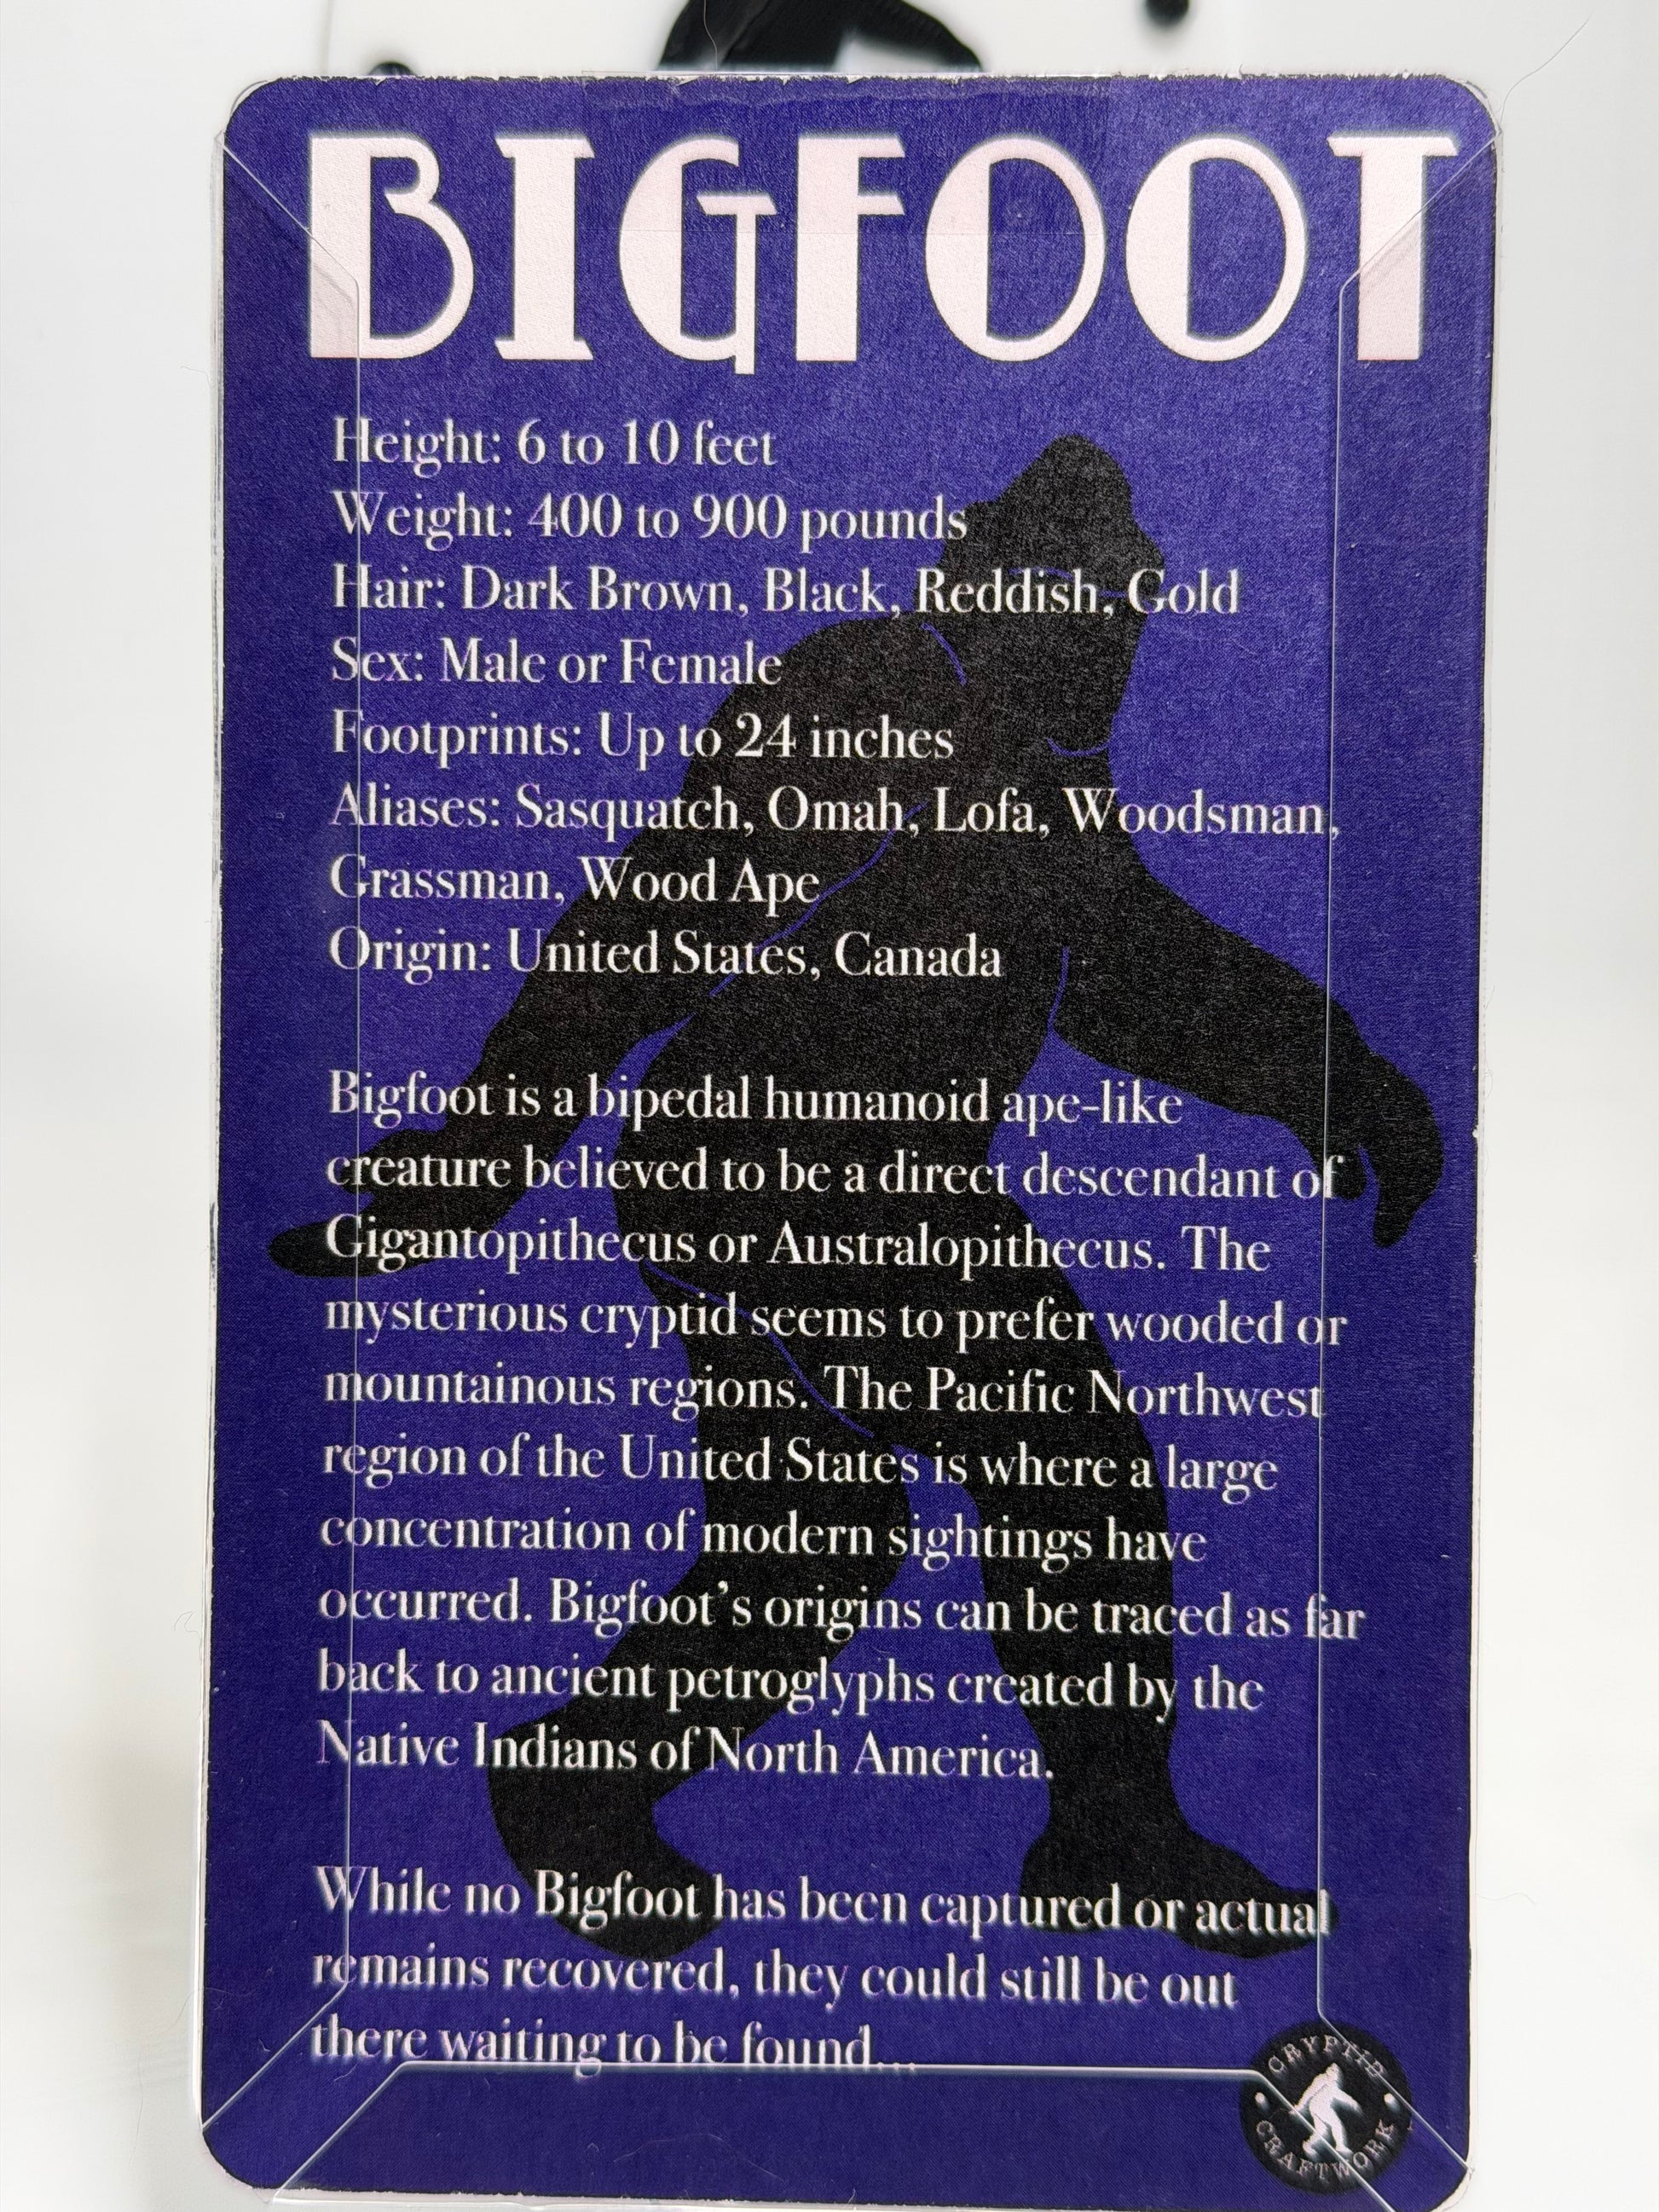 BIGFOOT
Height: 6 to 10 feet
Weight: 400 to 900 pounds
Hair: Dark Brown, Black, Reddish, Gold
Sex: Male or Female
Footprints: Up to 24 inches
Aliases: Sasquatch, Omah, Lofa, Woodsman,
Grassman, Wood Ape
Origin: United States, Canada
Bigfoot is a bipedal humanoid ape-like
creature believed to be a direct descendant of
Gigantopithecus or Australopithecus. The
mysterious cryptid seems to prefer wooded or
mountainous regions. The Pacific Northwest
region of the United States is where a large
concentration of modern sightings have
occurred. Bigfoot's origins can be traced as far
back to ancient petroglyphs created by the
Native Indians of North America.
While no Bigfoot has been captured or actual
remains recovered, they could still be out
there waiting to be found...
CRYPTID
CRAFTWORK